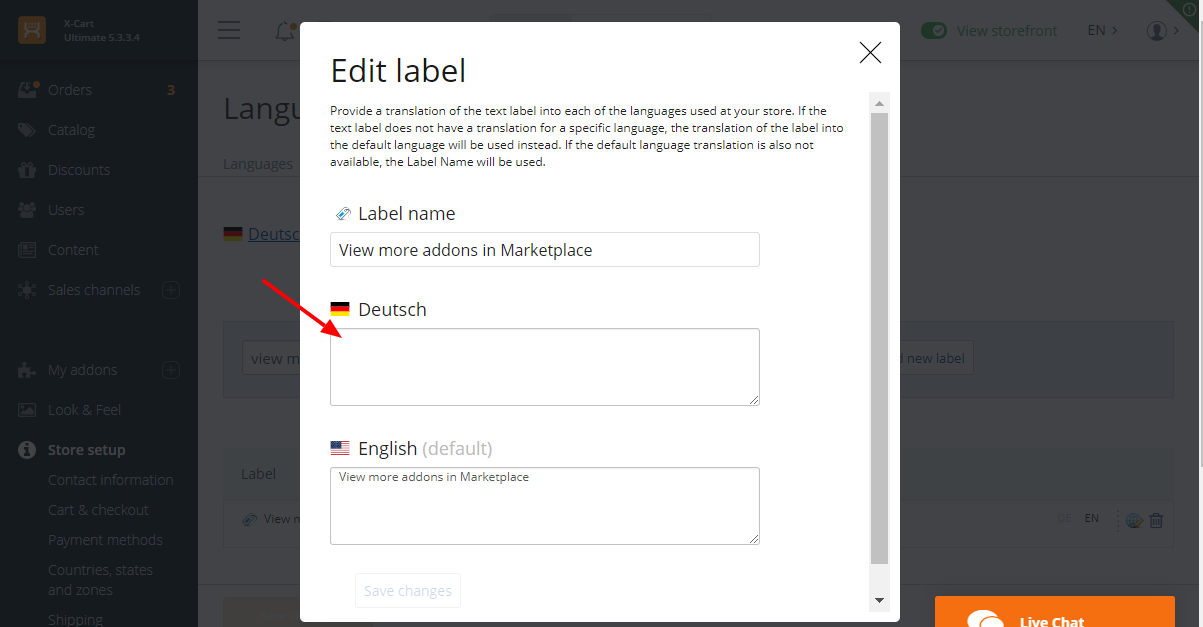 X-Cart
Ultimate 5.3.3.4
View storefront
EN
Orders
3
Catalog
Discounts
Users
Content
Sales channels
My addons
Look & Feel
Store setup
Contact information
Cart & checkout
Payment methods
Countries, states
and zones
Shipping
Langu
Languages
Deutsc
view m
new label
Label
View m
DE
EN
Edit label
Provide a translation of the text label into each of the languages used at your store. If the
text label does not have a translation for a specific language, the translation of the label into
the default language will be used instead. If the default language translation is also not
available, the Label Name will be used.
Label name
View more addons in Marketplace
Deutsch
English (default)
View more addons in Marketplace
Save changes
Live Chat